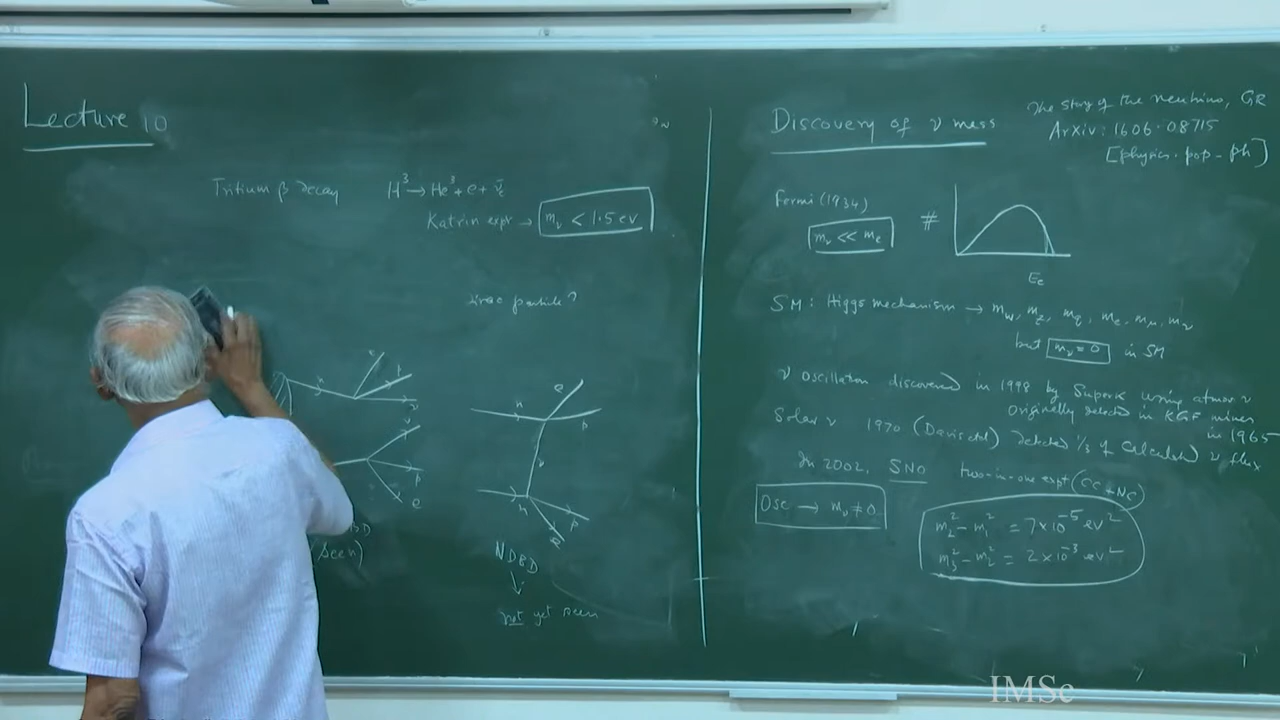 Lecture 10
Tritium β decay H³ → He³ + e + ν̄e
Katrin expt → mν < 1.5 eV
particle?
n e p ν
ν p e
(Seen)
n e p
ν
n p e
NDBD
↓
not yet seen
Discovery of ν mass
The story of the neutrino, GR
ArXiv: 1606.08715
[physics.pop-ph]
Fermi (1934)
mν << me
#
Ee
SM: Higgs mechanism → mW, mZ, mq, me, mμ, mτ
but mν = 0 in SM
ν oscillation discovered in 1998 by SuperK using atmos ν
Originally detected in KGF mines
in 1965
Solar ν 1970 (Davis etal) detected 1/3 of Calculated ν flux
In 2002, SNO two-in-one expt (CC + NC)
Osc → mν ≠ 0
m₂² - m₁² = 7×10⁻⁵ eV²
m₃² - m₂² = 2×10⁻³ eV²
IMSc